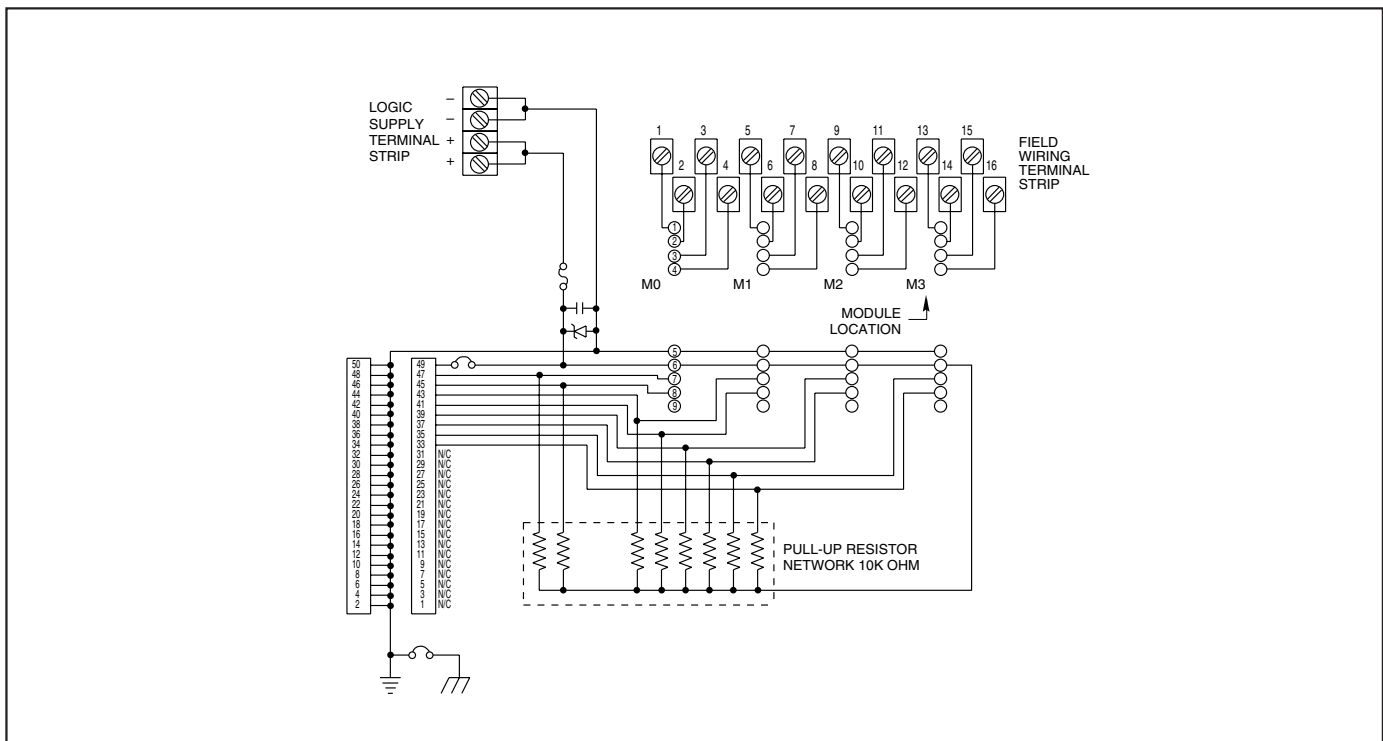 LOGIC
SUPPLY
TERMINAL
STRIP
–
–
+
+
1 3 5 7 9 11 13 15
2 4 6 8 10 12 14 16
FIELD
WIRING
TERMINAL
STRIP
1
2
3
4
M0 M1 M2 M3
MODULE
LOCATION
5
6
7
8
9
50 49
48 47
46 45
44 43
42 41
40 39
38 37
36 35
34 33
32 31 N/C
30 29 N/C
28 27 N/C
26 25 N/C
24 23 N/C
22 21 N/C
20 19 N/C
18 17 N/C
16 15 N/C
14 13 N/C
12 11 N/C
10 9 N/C
8 7 N/C
6 5 N/C
4 3 N/C
2 1 N/C
PULL-UP RESISTOR
NETWORK 10K OHM